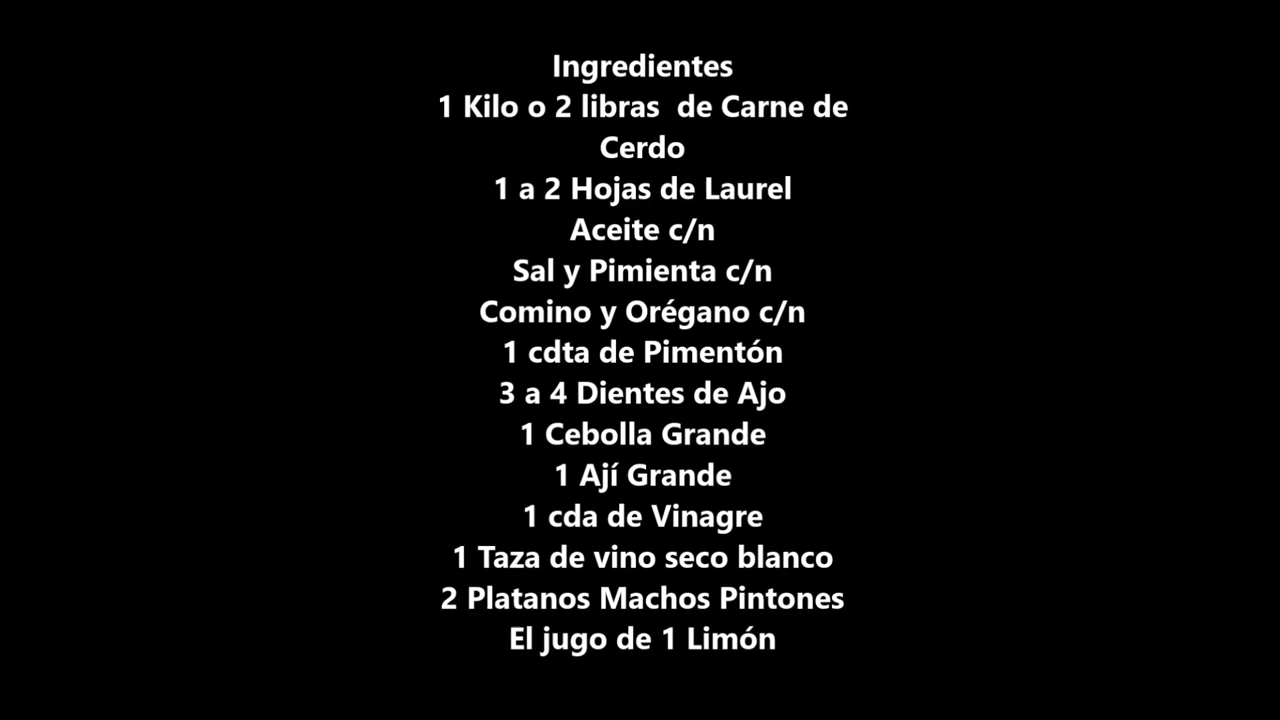 Ingredientes
1 Kilo o 2 libras  de Carne de
Cerdo
1 a 2 Hojas de Laurel
Aceite c/n
Sal y Pimienta c/n
Comino y Orégano c/n
1 cdta de Pimentón
3 a 4 Dientes de Ajo
1 Cebolla Grande
1 Ají Grande
1 cda de Vinagre
1 Taza de vino seco blanco
2 Platanos Machos Pintones
El jugo de 1 Limón